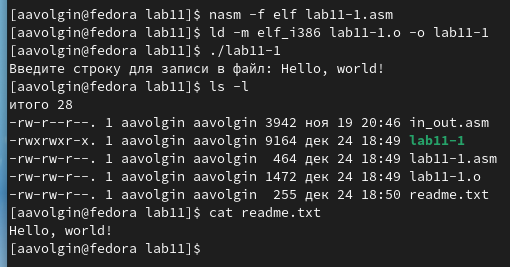 [aavolgin@fedora lab11]$ nasm -f elf lab11-1.asm
[aavolgin@fedora lab11]$ ld -m elf_i386 lab11-1.o -o lab11-1
[aavolgin@fedora lab11]$ ./lab11-1
Введите строку для записи в файл: Hello, world!
[aavolgin@fedora lab11]$ ls -l
итого 28
-rw-r--r--. 1 aavolgin aavolgin 3942 ноя 19 20:46 in_out.asm
-rwxrwxr-x. 1 aavolgin aavolgin 9164 дек 24 18:49 lab11-1
-rw-rw-r--. 1 aavolgin aavolgin  464 дек 24 18:49 lab11-1.asm
-rw-rw-r--. 1 aavolgin aavolgin 1472 дек 24 18:49 lab11-1.o
-rw-rw-r--. 1 aavolgin aavolgin  255 дек 24 18:50 readme.txt
[aavolgin@fedora lab11]$ cat readme.txt
Hello, world!
[aavolgin@fedora lab11]$